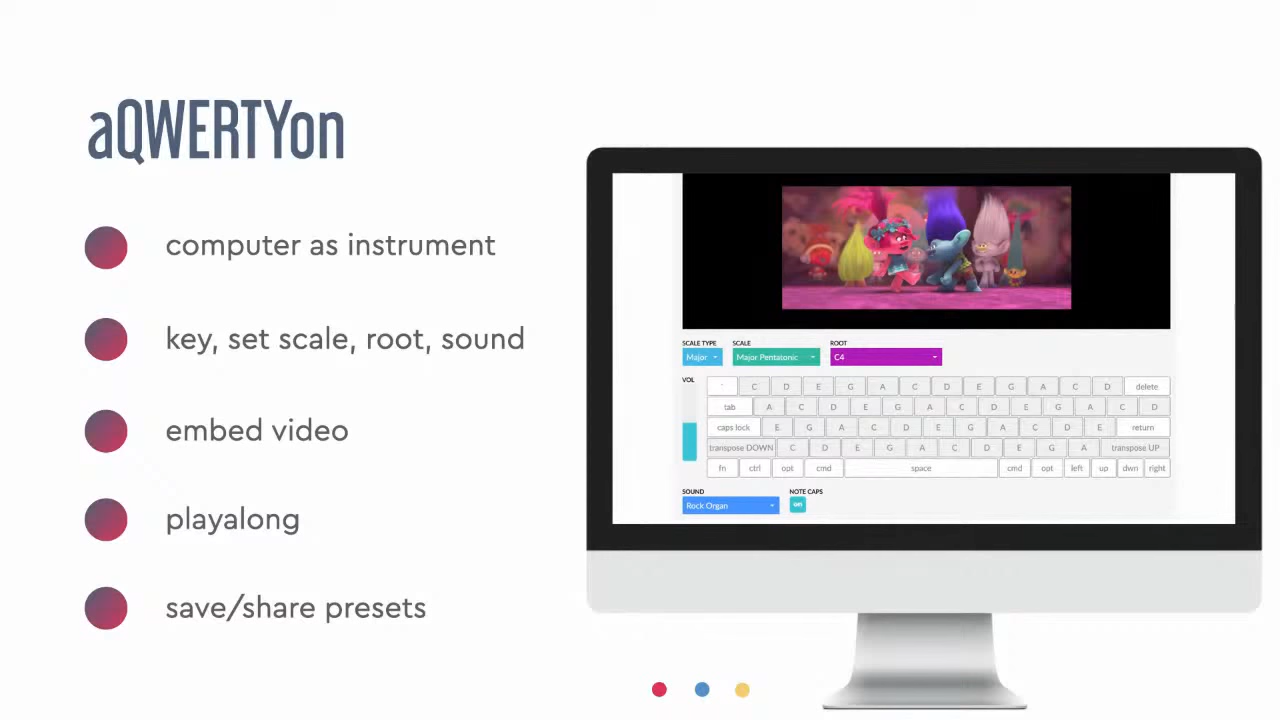 aQWERTYon
computer as instrument
key, set scale, root, sound
embed video
playalong
save/share presets
SCALE TYPE SCALE ROOT
Major Major Pentatonic C4
VOL
` C D E G A C D E G A C D delete
tab A C D E G A C D E G A C D
caps lock E G A C D E G A C D E return
transpose DOWN C D E G A C D E G A transpose UP
fn ctrl opt cmd space cmd opt left up dwn right
SOUND NOTE CAPS
Rock Organ